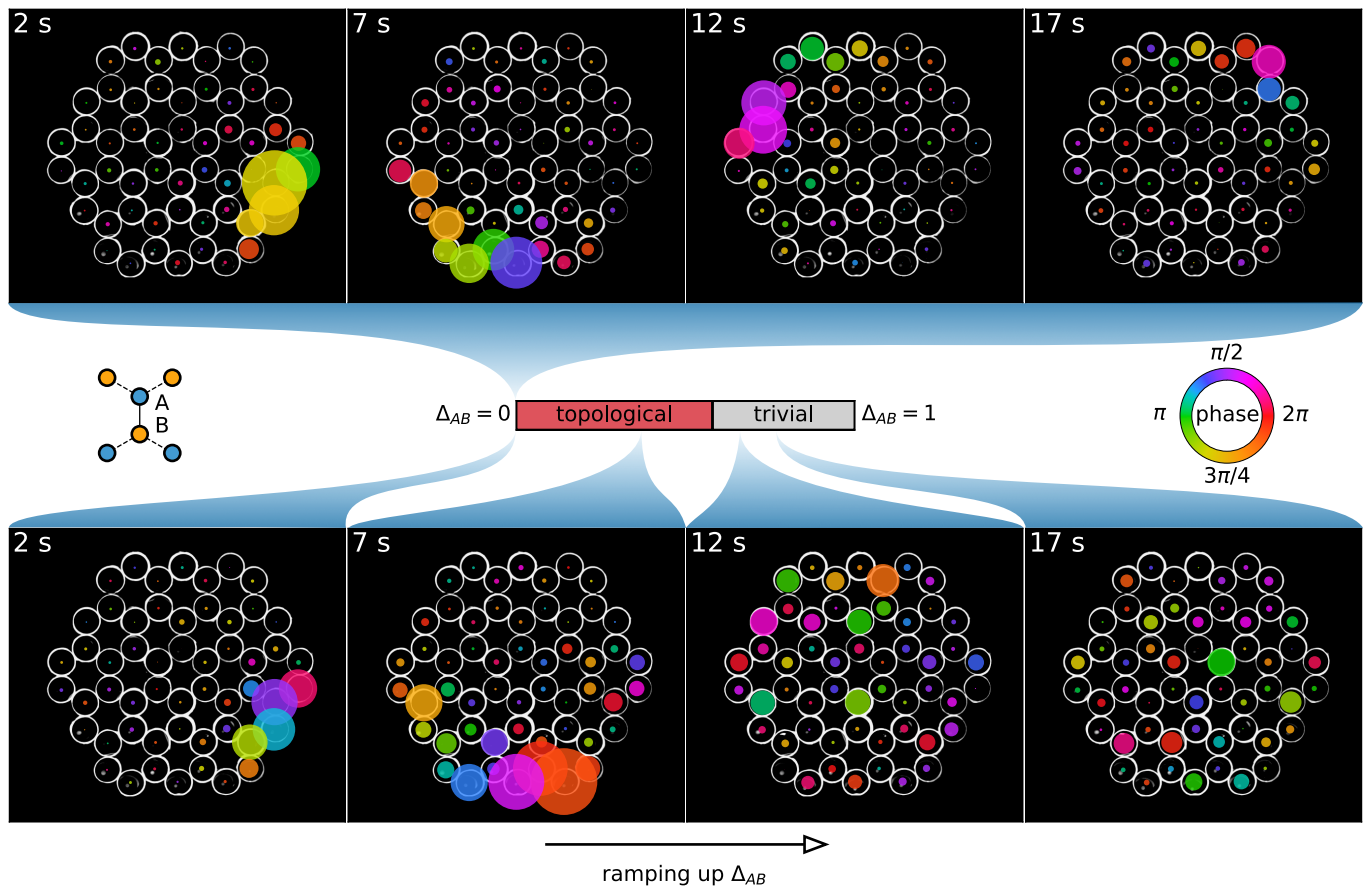 2 s
7 s
12 s
17 s
A
B
Δ_AB = 0
topological
trivial
Δ_AB = 1
π/2
π
phase
2π
3π/4
2 s
7 s
12 s
17 s
ramping up Δ_AB